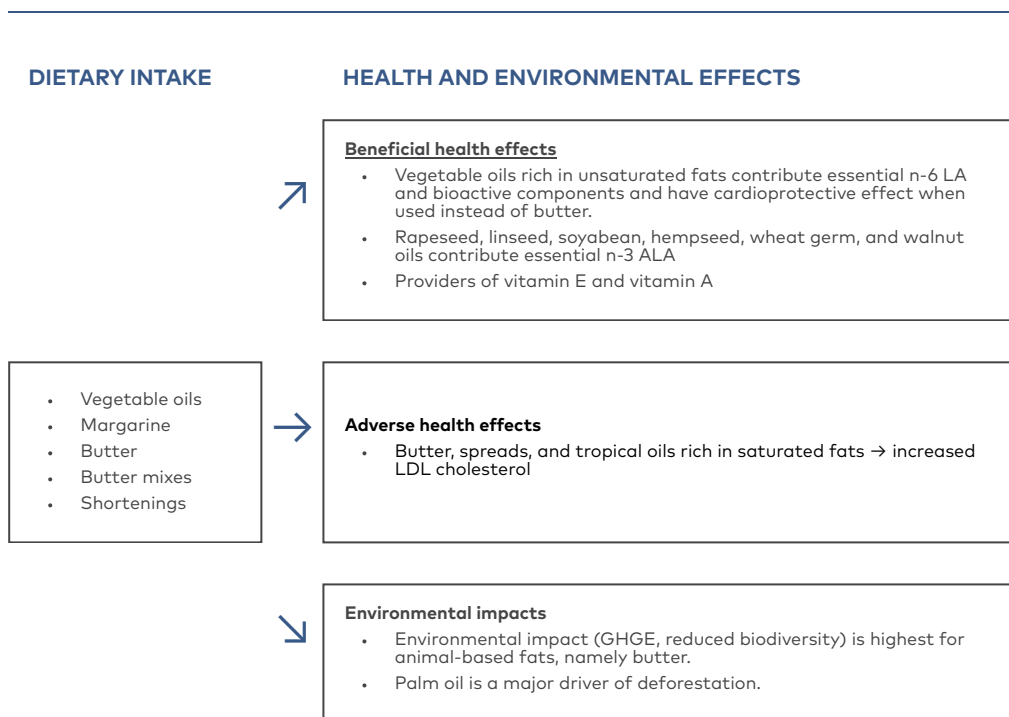 DIETARY INTAKE
HEALTH AND ENVIRONMENTAL EFFECTS
Beneficial health effects
• Vegetable oils rich in unsaturated fats contribute essential n-6 LA
and bioactive components and have cardioprotective effect when
used instead of butter.
• Rapeseed, linseed, soyabean, hempseed, wheat germ, and walnut
oils contribute essential n-3 ALA
• Providers of vitamin E and vitamin A
• Vegetable oils
• Margarine
• Butter
• Butter mixes
• Shortenings
Adverse health effects
• Butter, spreads, and tropical oils rich in saturated fats → increased
LDL cholesterol
Environmental impacts
• Environmental impact (GHGE, reduced biodiversity) is highest for
animal-based fats, namely butter.
• Palm oil is a major driver of deforestation.